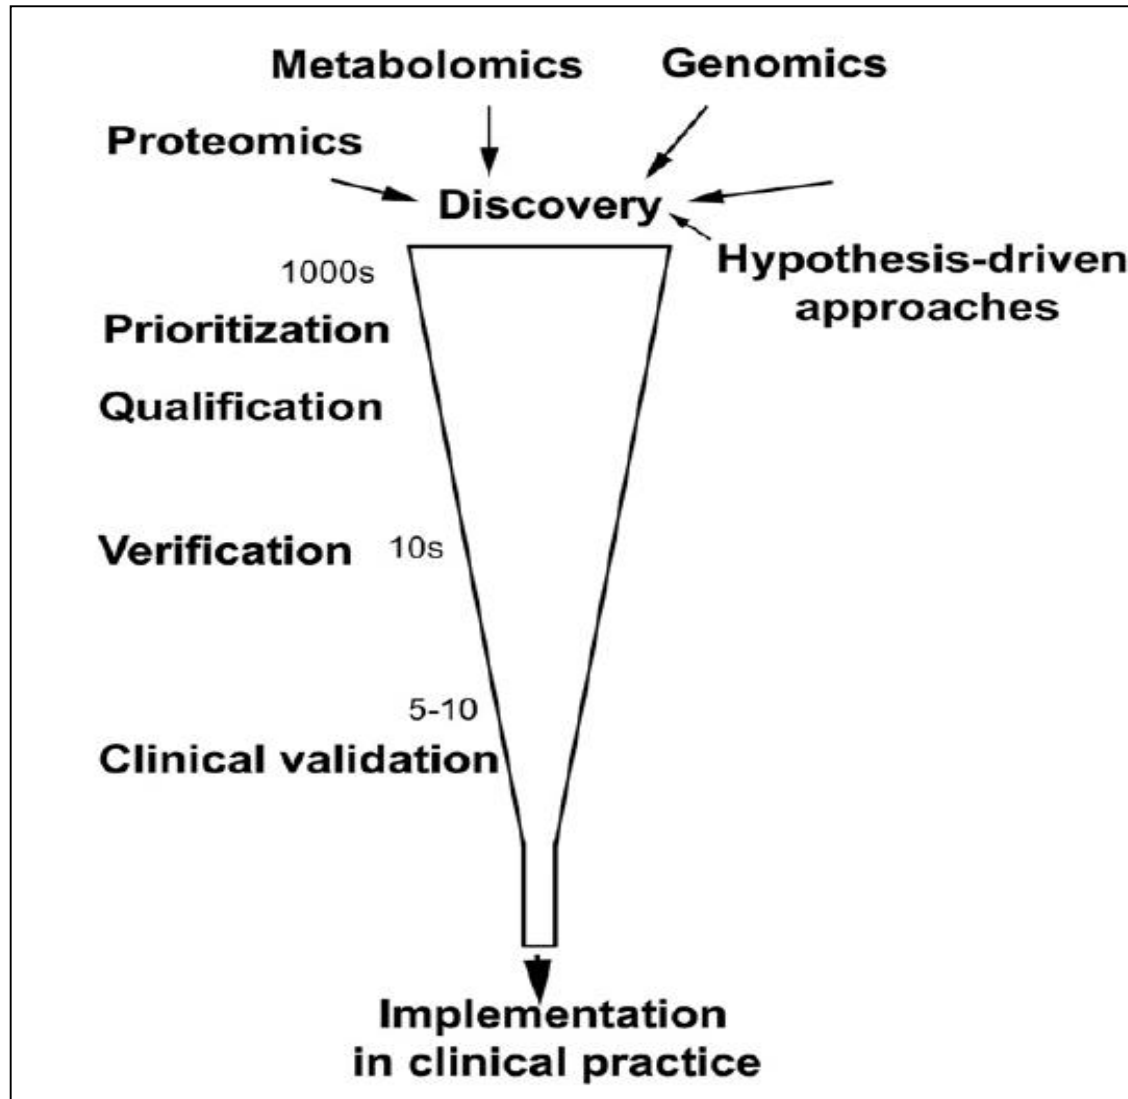 Metabolomics
Genomics
Proteomics
Discovery
Hypothesis-driven
approaches
1000s
Prioritization
Qualification
Verification
10s
5-10
Clinical validation
Implementation
in clinical practice